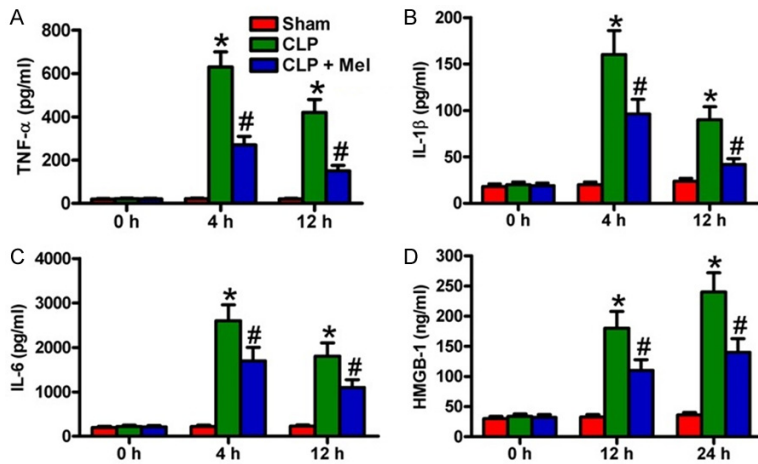 A
TNF-α (pg/ml)
800
600
400
200
0
Sham
CLP
CLP + Mel
*
#
*
#
0 h 4 h 12 h
B
IL-1β (pg/ml)
200
150
100
50
0
*
#
*
#
0 h 4 h 12 h
C
IL-6 (pg/ml)
4000
3000
2000
1000
0
*
#
*
#
0 h 4 h 12 h
D
HMGB-1 (ng/ml)
300
250
200
150
100
50
0
*
#
*
#
0 h 12 h 24 h